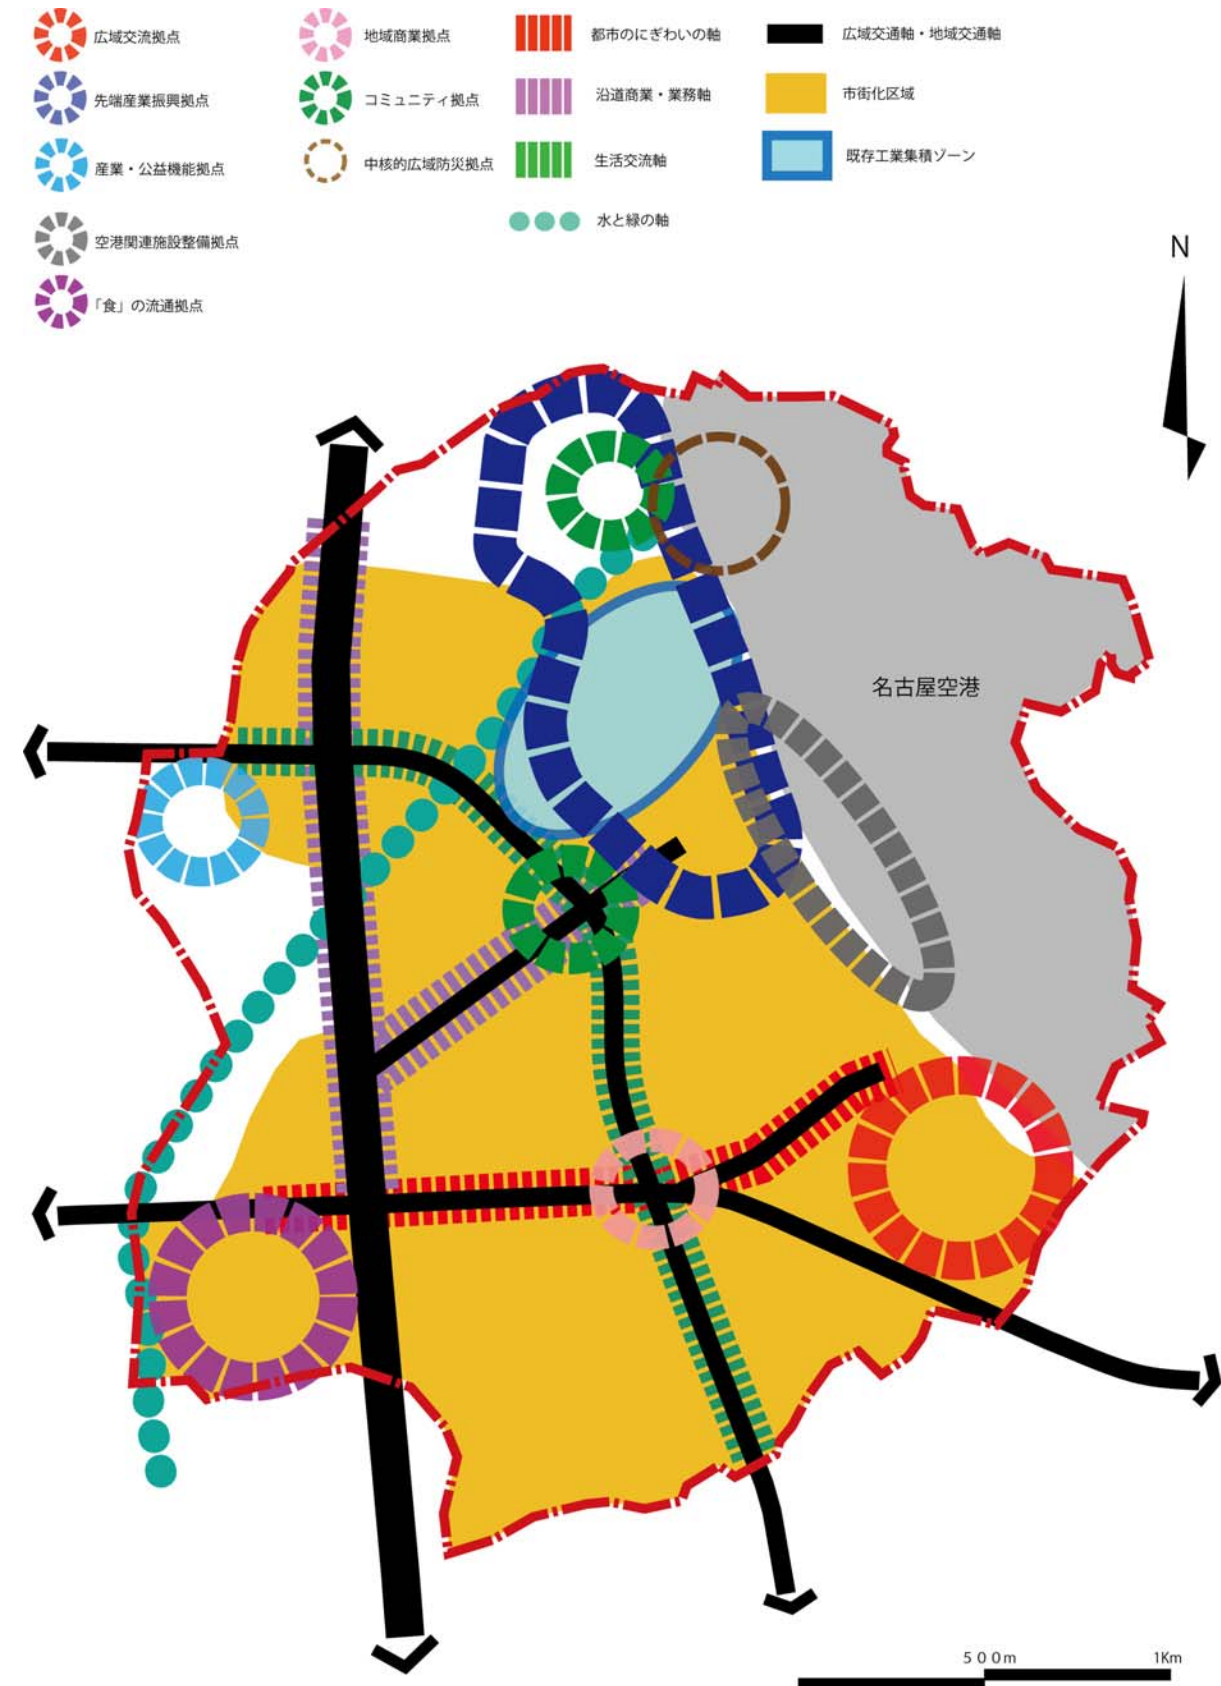 広域交流拠点
地域商業拠点
都市のにぎわいの軸
広域交通軸・地域交通軸
先端産業振興拠点
コミュニティ拠点
沿道商業・業務軸
市街化区域
産業・公益機能拠点
中核的広域防災拠点
生活交流軸
既存工業集積ゾーン
空港関連施設整備拠点
水と緑の軸
「食」の流通拠点
N
名古屋空港
500m
1Km